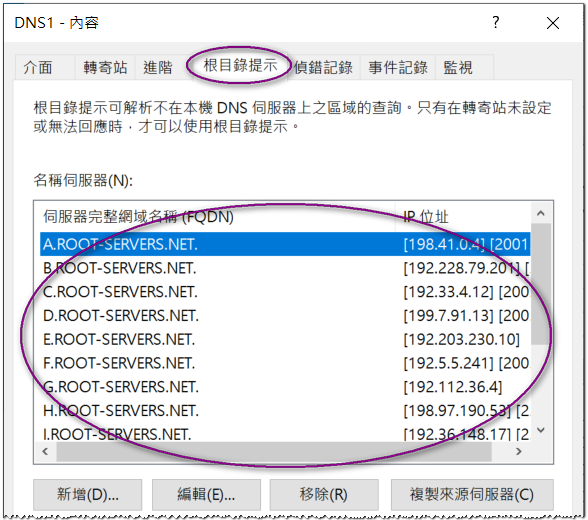 DNS1 - 內容 ?
介面 轉寄站 進階 根目錄提示 偵錯記錄 事件記錄 監視
根目錄提示可解析不在本機 DNS 伺服器上之區域的查詢。只有在轉寄站未設定
或無法回應時，才可以使用根目錄提示。
名稱伺服器(N):
伺服器完整網域名稱 (FQDN) IP 位址
A.ROOT-SERVERS.NET. [198.41.0.4] [2001
B.ROOT-SERVERS.NET. [192.228.79.201] [
C.ROOT-SERVERS.NET. [192.33.4.12] [200
D.ROOT-SERVERS.NET. [199.7.91.13] [200
E.ROOT-SERVERS.NET. [192.203.230.10]
F.ROOT-SERVERS.NET. [192.5.5.241] [200
G.ROOT-SERVERS.NET. [192.112.36.4]
H.ROOT-SERVERS.NET. [198.97.190.53] [2
I.ROOT-SERVERS.NET. [192.36.148.17] [2
新增(D)... 編輯(E)... 移除(R) 複製來源伺服器(C)